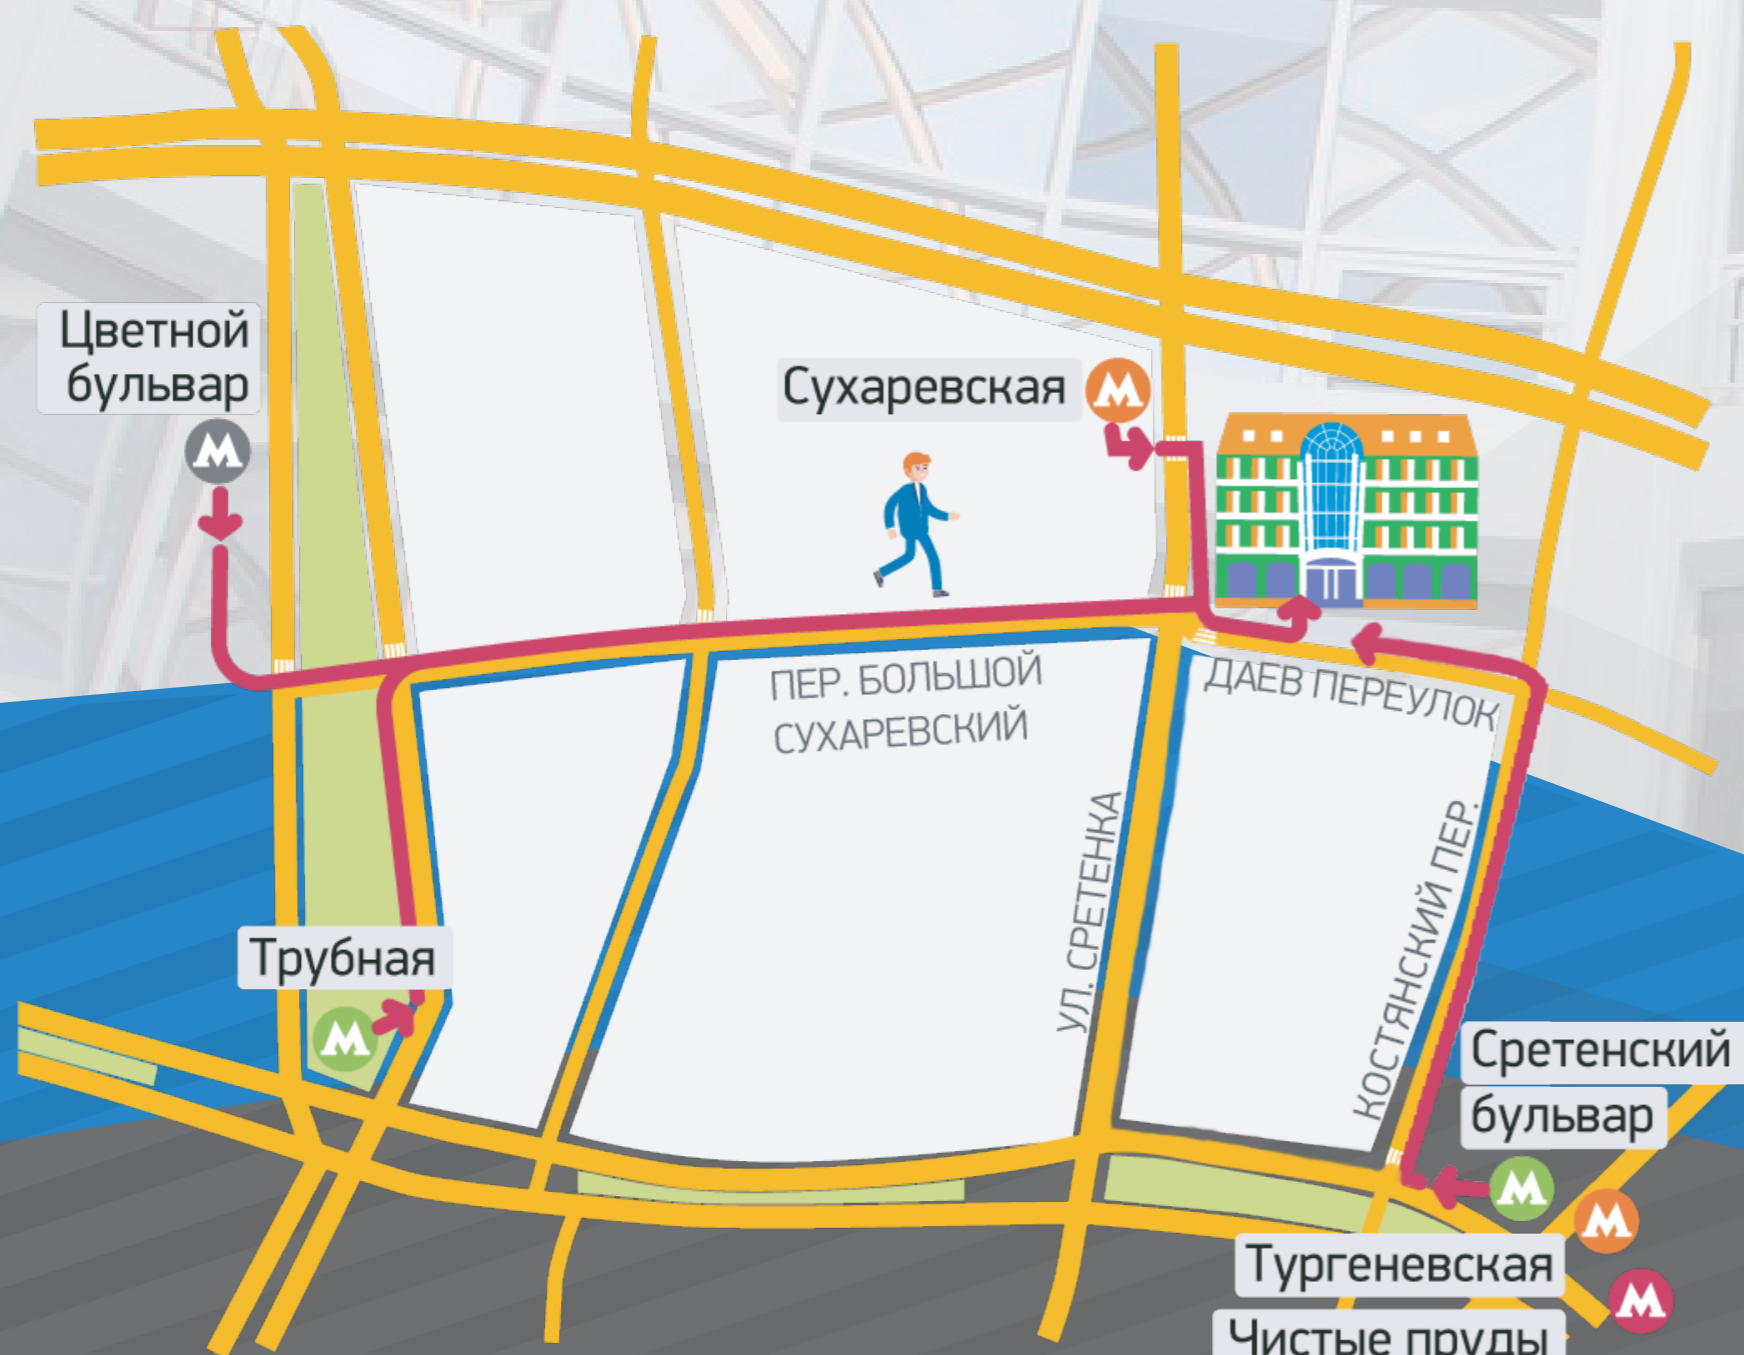 Цветной
бульвар
Сухаревская
ПЕР. БОЛЬШОЙ
СУХАРЕВСКИЙ
ДАЕВ ПЕРЕУЛОК
УЛ. СРЕТЕНКА
КОСТЯНСКИЙ ПЕР.
Трубная
Сретенский
бульвар
Тургеневская
Чистые пруды